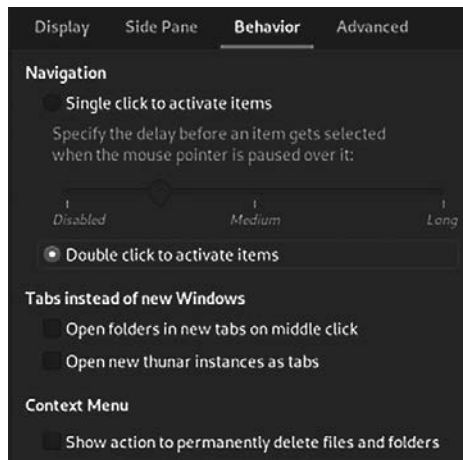 Display Side Pane Behavior Advanced
Navigation
Single click to activate items
Specify the delay before an item gets selected
when the mouse pointer is paused over it:
Disabled Medium Long
Double click to activate items
Tabs instead of new Windows
Open folders in new tabs on middle click
Open new thunar instances as tabs
Context Menu
Show action to permanently delete files and folders